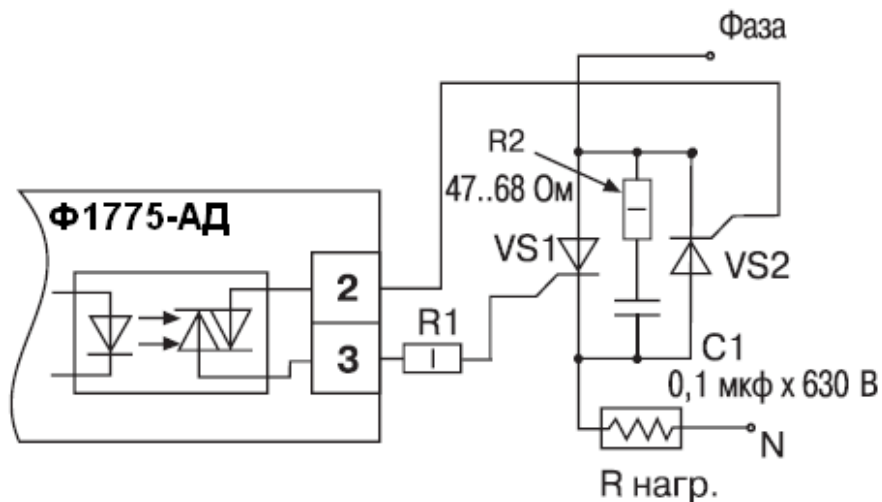 Фаза
R2
47..68 Ом
Ф1775-АД
VS1
VS2
2
R1
3
C1
0,1 мкф х 630 В
N
R нагр.